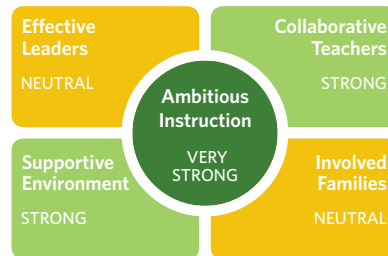 Effective
Leaders
NEUTRAL
Collaborative
Teachers
STRONG
Ambitious
Instruction
VERY
STRONG
Supportive
Environment
STRONG
Involved
Families
NEUTRAL